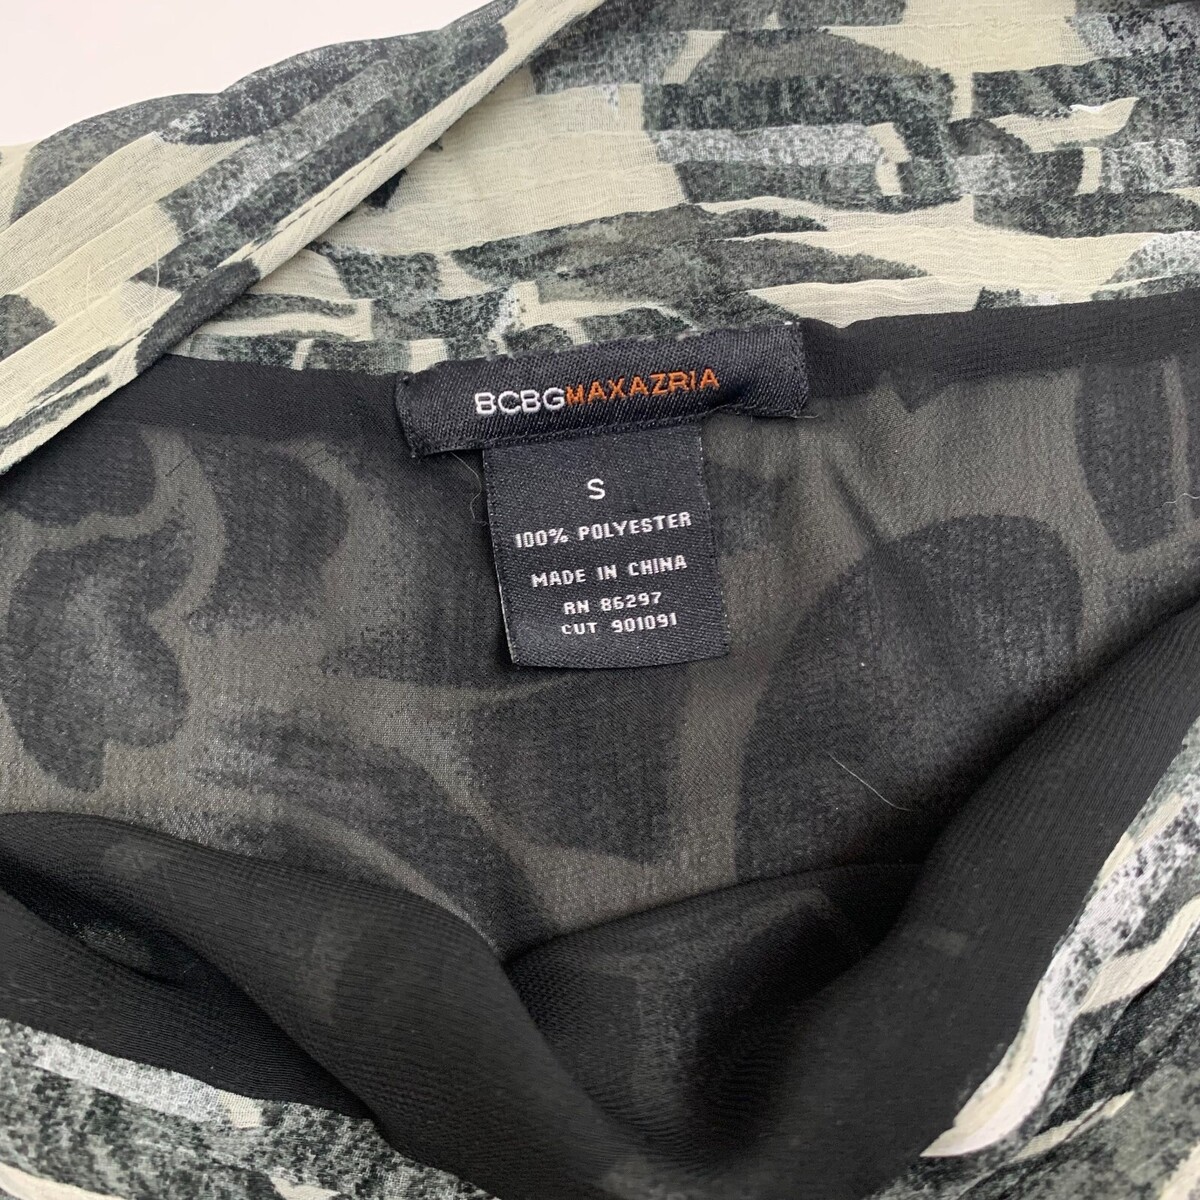 BCBGMAXAZRIA
S
100% POLYESTER
MADE IN CHINA
RN 86297
CUT 901091